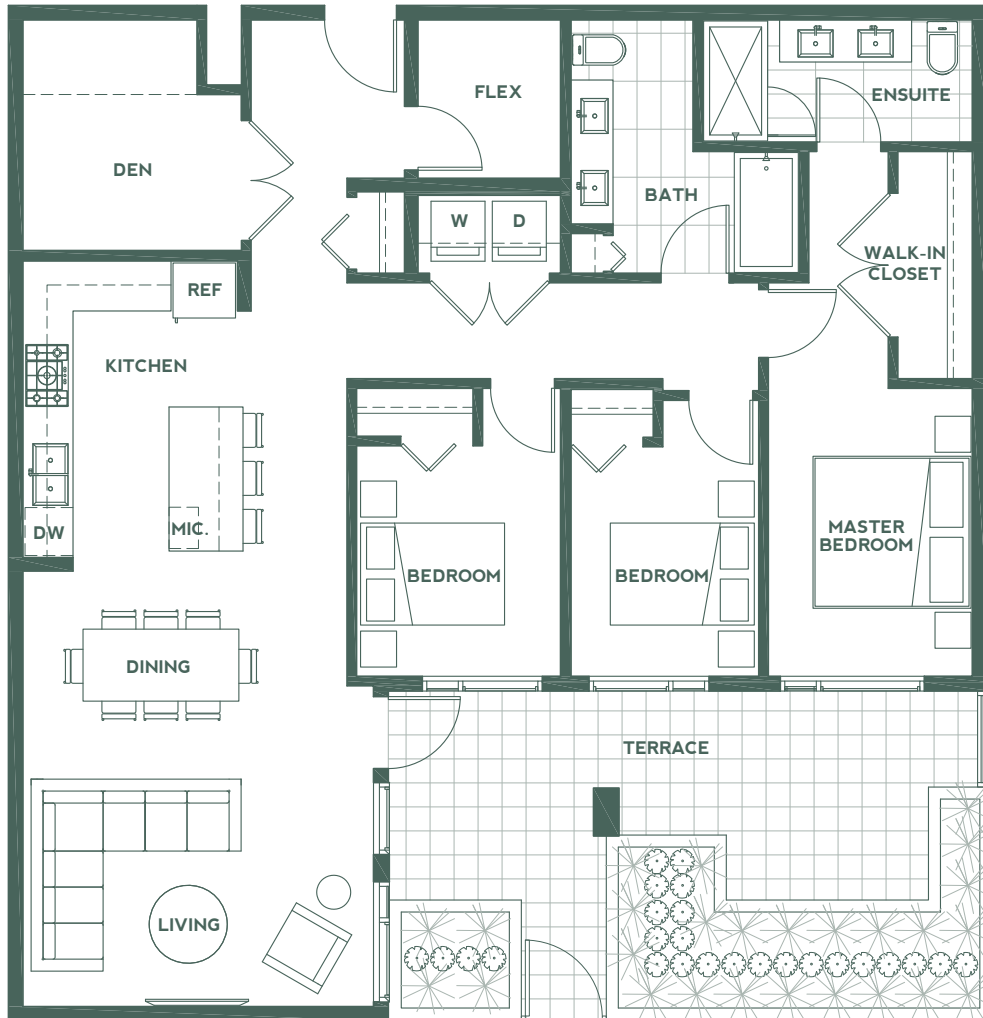 FLEX
ENSUITE
DEN
BATH
W
D
WALK-IN
CLOSET
REF
KITCHEN
MIC.
DW
MASTER
BEDROOM
BEDROOM
BEDROOM
DINING
TERRACE
LIVING